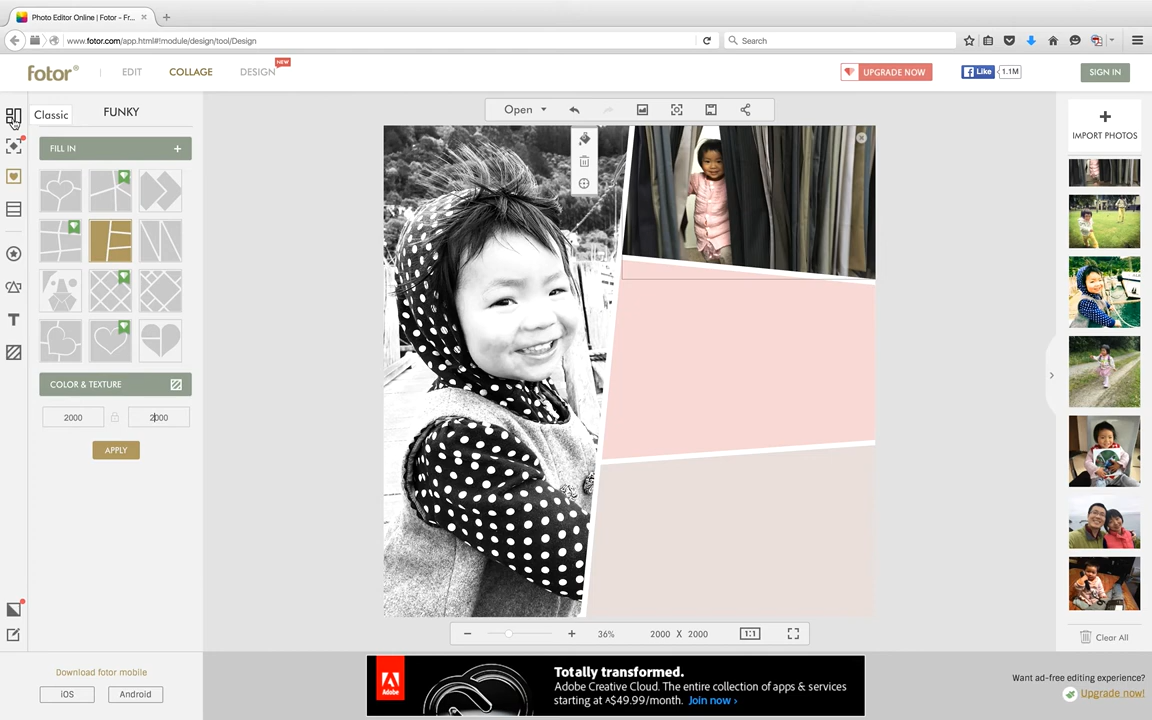 Photo Editor Online | Fotor - Fr...
www.fotor.com/app.html#!module/design/tool/Design
Search
fotor®
EDIT
COLLAGE
DESIGN
NEW
UPGRADE NOW
Like
1.1M
SIGN IN
Classic
FUNKY
Open
IMPORT PHOTOS
FILL IN
+
COLOR & TEXTURE
2000
2000
APPLY
36%
2000 X 2000
1:1
Clear All
Download fotor mobile
iOS
Android
Adobe
Totally transformed.
Adobe Creative Cloud. The entire collection of apps & services
starting at ^$49.99/month. Join now ›
Want ad-free editing experience?
Upgrade now!